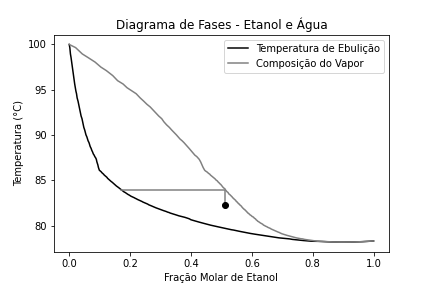 Diagrama de Fases - Etanol e Água
Temperatura de Ebulição
Composição do Vapor
Temperatura (°C)
100
95
90
85
80
0.0 0.2 0.4 0.6 0.8 1.0
Fração Molar de Etanol